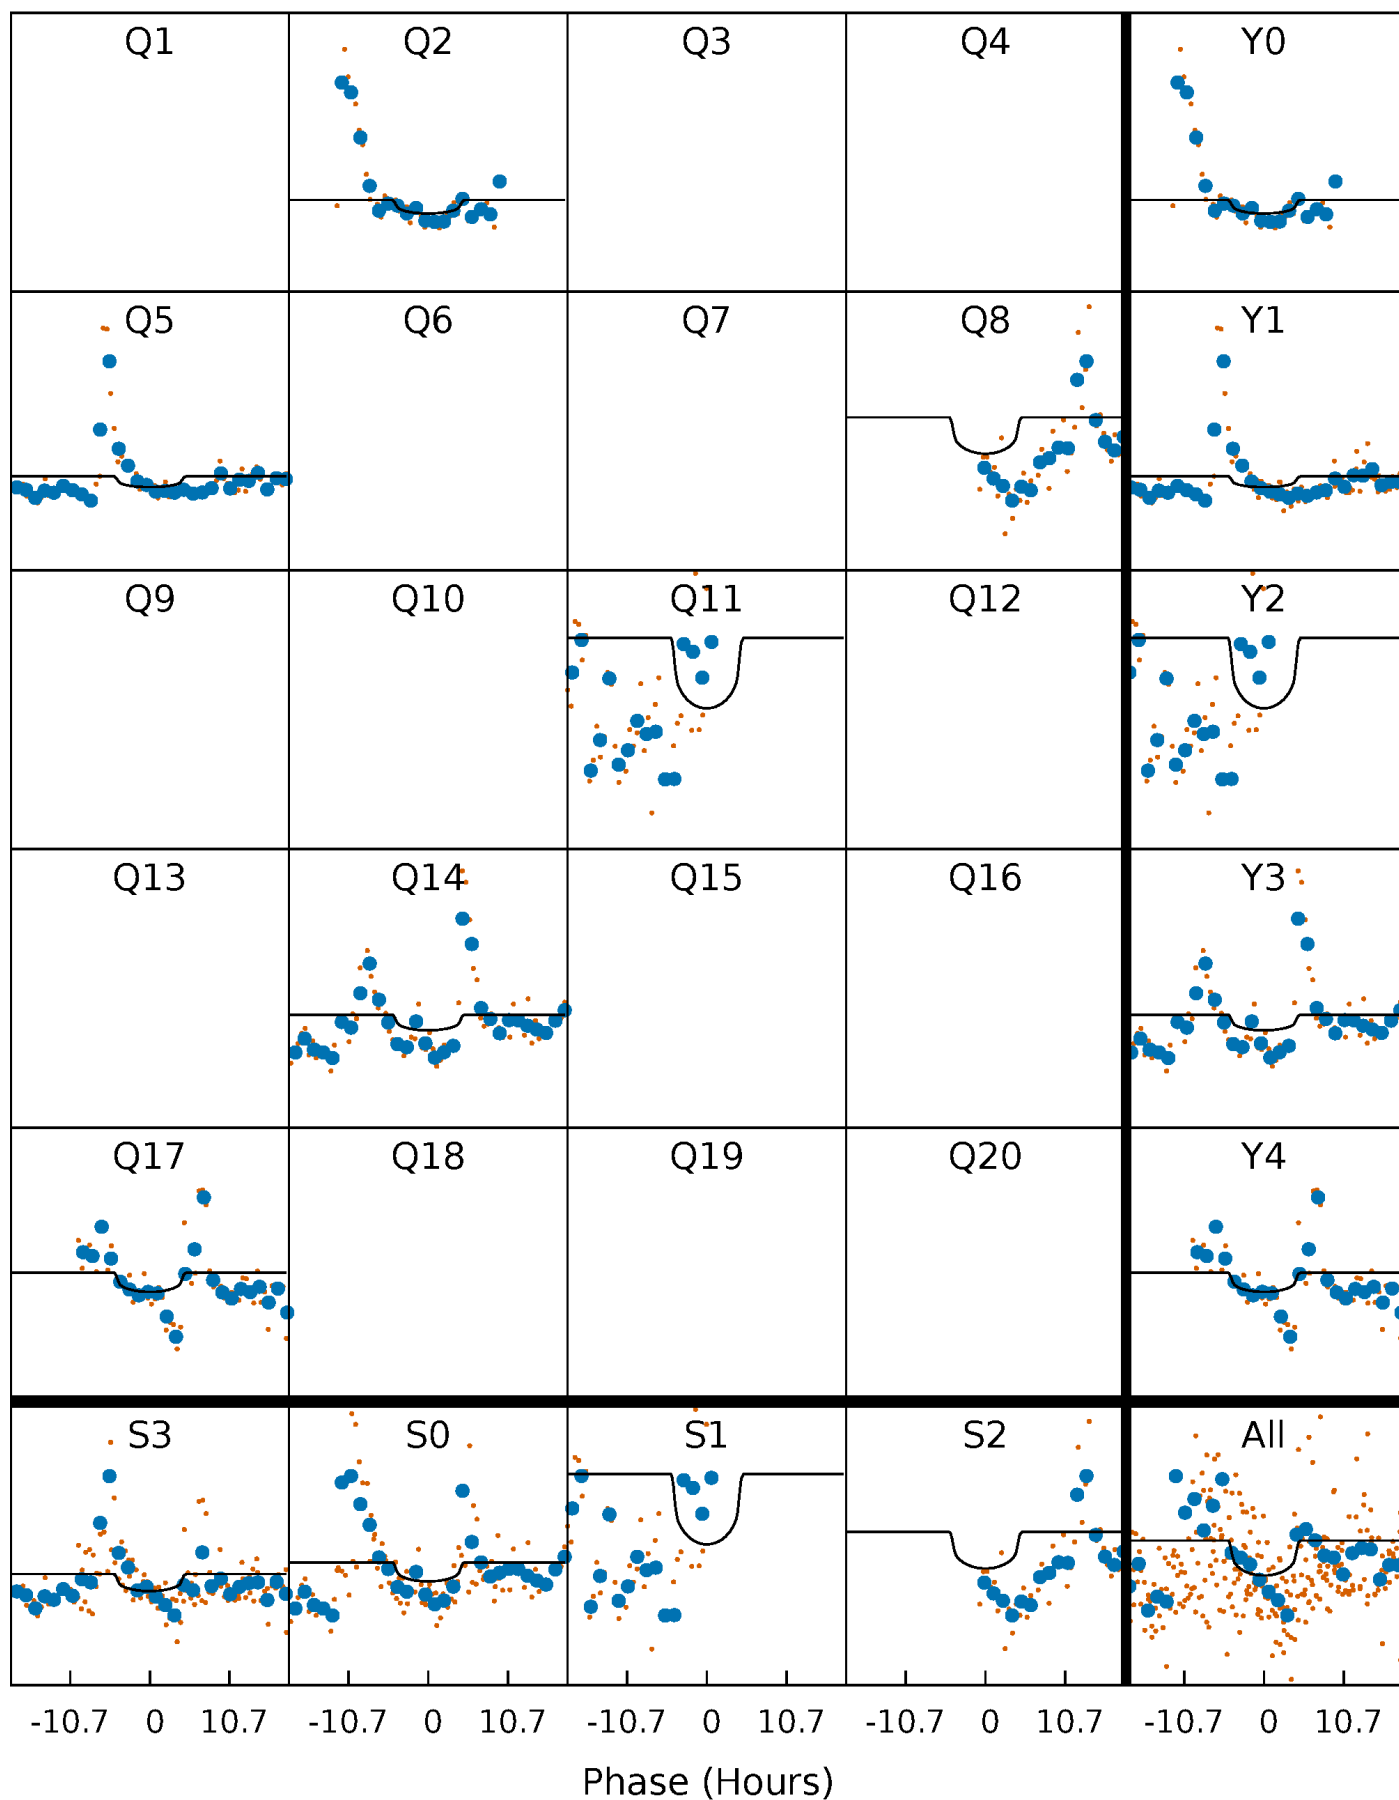 Q1 Q2 Q3 Q4 Y0
Q5 Q6 Q7 Q8 Y1
Q9 Q10 Q11 Q12 Y2
Q13 Q14 Q15 Q16 Y3
Q17 Q18 Q19 Q20 Y4
S3 S0 S1 S2 All
-10.7 0 10.7 -10.7 0 10.7 -10.7 0 10.7 -10.7 0 10.7 -10.7 0 10.7
Phase (Hours)